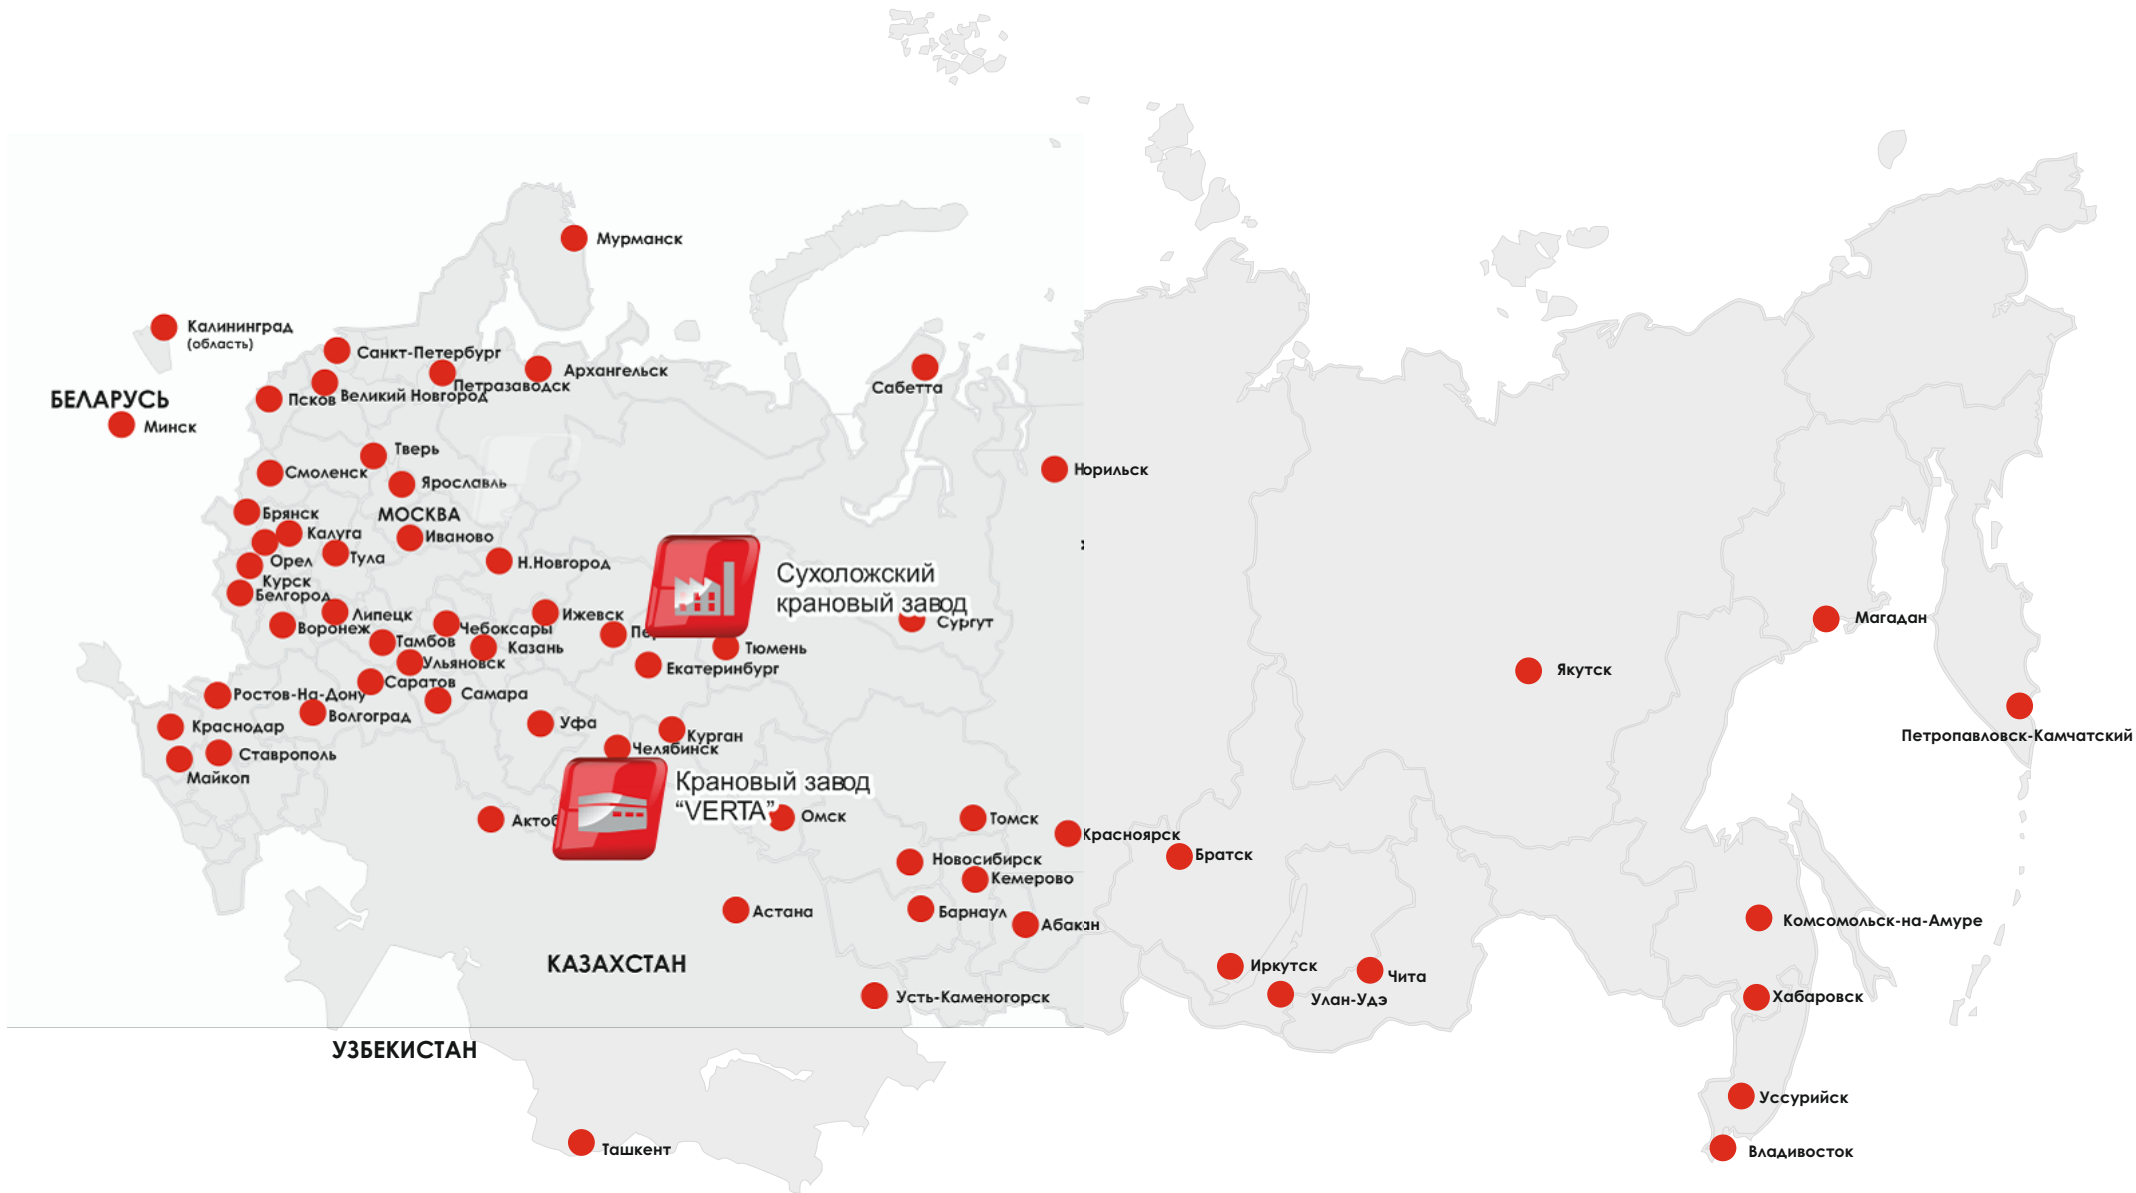 Мурманск
Калининград
(область)
Санкт-Петербург
Архангельск
Петразаводск
Сабетта
Великий Новгород
Псков
БЕЛАРУСЬ
Минск
Тверь
Смоленск
Норильск
Ярославль
МОСКВА
Брянск
Калуга
Иваново
Орел
Тула
Н.Новгород
Сухоложский
крановый завод
Курск
Белгород
Липецк
Ижевск
Сургут
Магадан
Воронеж
Чебоксары
Тамбов
Казань
Тюмень
Ульяновск
Екатеринбург
Якутск
Саратов
Самара
Ростов-На-Дону
Волгоград
Краснодар
Уфа
Курган
Петропавловск-Камчатский
Челябинск
Ставрополь
Майкоп
Крановый завод
“VERTA”
Актоб
Омск
Томск
Красноярск
Братск
Новосибирск
Кемерово
Астана
Барнаул
Абакан
Комсомольск-на-Амуре
КАЗАХСТАН
Иркутск
Чита
Усть-Каменогорск
Улан-Удэ
Хабаровск
УЗБЕКИСТАН
Уссурийск
Ташкент
Владивосток